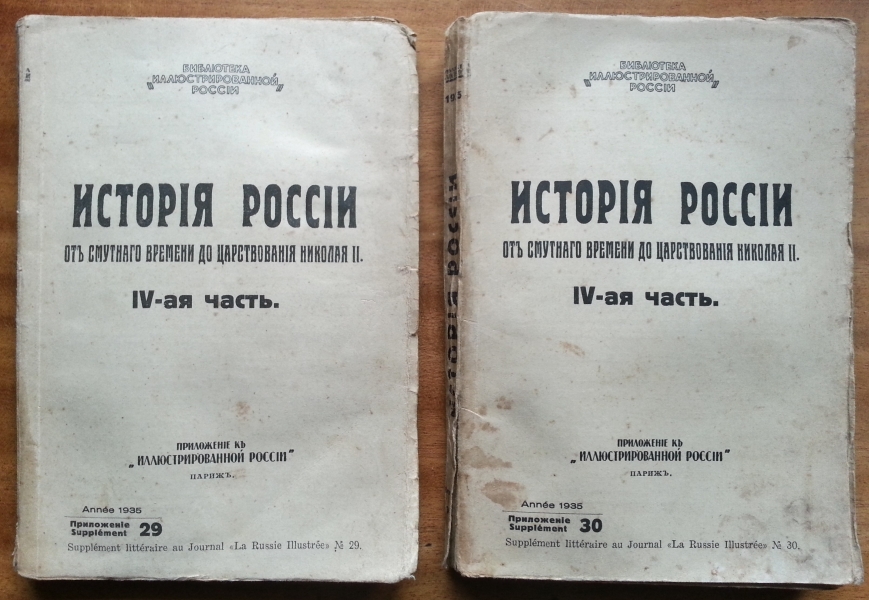 БИБЛІОТЕКА
„ИЛЛЮСТРИРОВАННОЙ
РОССІИ"
ИСТОРІЯ РОССІИ
ОТЪ СМУТНАГО ВРЕМЕНИ ДО ЦАРСТВОВАНІЯ НИКОЛАЯ II.
IV-ая часть.
ПРИЛОЖЕНІЕ КЪ
„ИЛЛЮСТРИРОВАННОЙ РОССІИ"
ПАРИЖЪ.
Année 1935
Приложеніе
Supplément 29
Supplément littéraire au Journal «La Russie Illustrée» № 29.
ИСТОРІЯ РОССІИ
БИБЛІОТЕКА
„ИЛЛЮСТРИРОВАННОЙ
РОССІИ"
ИСТОРІЯ РОССІИ
ОТЪ СМУТНАГО ВРЕМЕНИ ДО ЦАРСТВОВАНІЯ НИКОЛАЯ II.
IV-ая часть.
ПРИЛОЖЕНІЕ КЪ
„ИЛЛЮСТРИРОВАННОЙ РОССІИ"
ПАРИЖЪ.
Année 1935
Приложеніе
Supplément 30
Supplément littéraire au Journal «La Russie Illustrée» № 30.